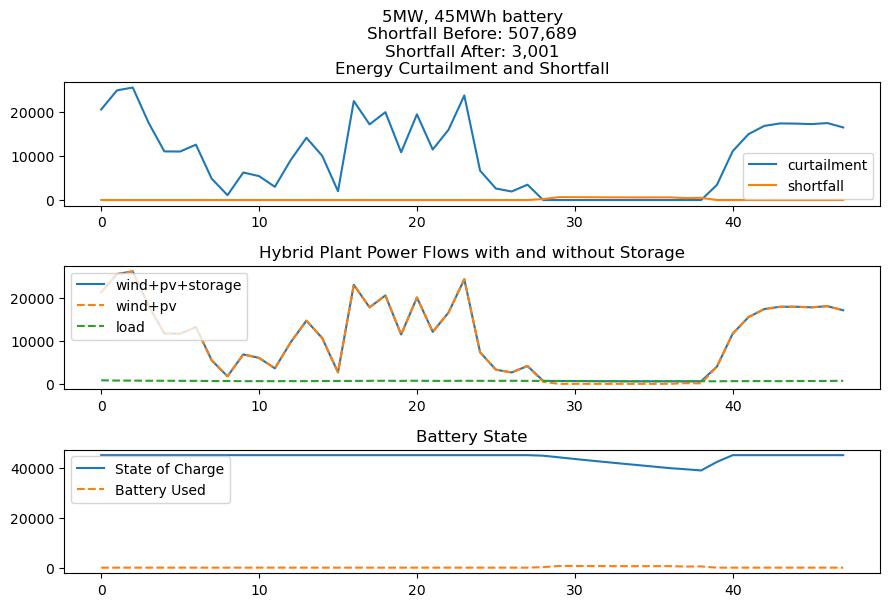 5MW, 45MWh battery
Shortfall Before: 507,689
Shortfall After: 3,001
Energy Curtailment and Shortfall
20000
10000
0
curtailment
shortfall
0 10 20 30 40
Hybrid Plant Power Flows with and without Storage
20000
10000
0
wind+pv+storage
wind+pv
load
0 10 20 30 40
Battery State
40000
20000
0
State of Charge
Battery Used
0 10 20 30 40